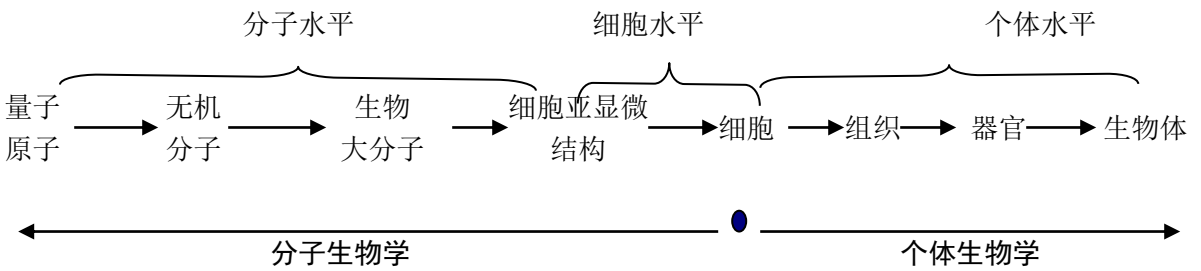 分子水平 细胞水平 个体水平
量子 无机 生物 细胞亚显微
细胞 组织 器官 生物体
原子 分子 大分子 结构
分子生物学 个体生物学